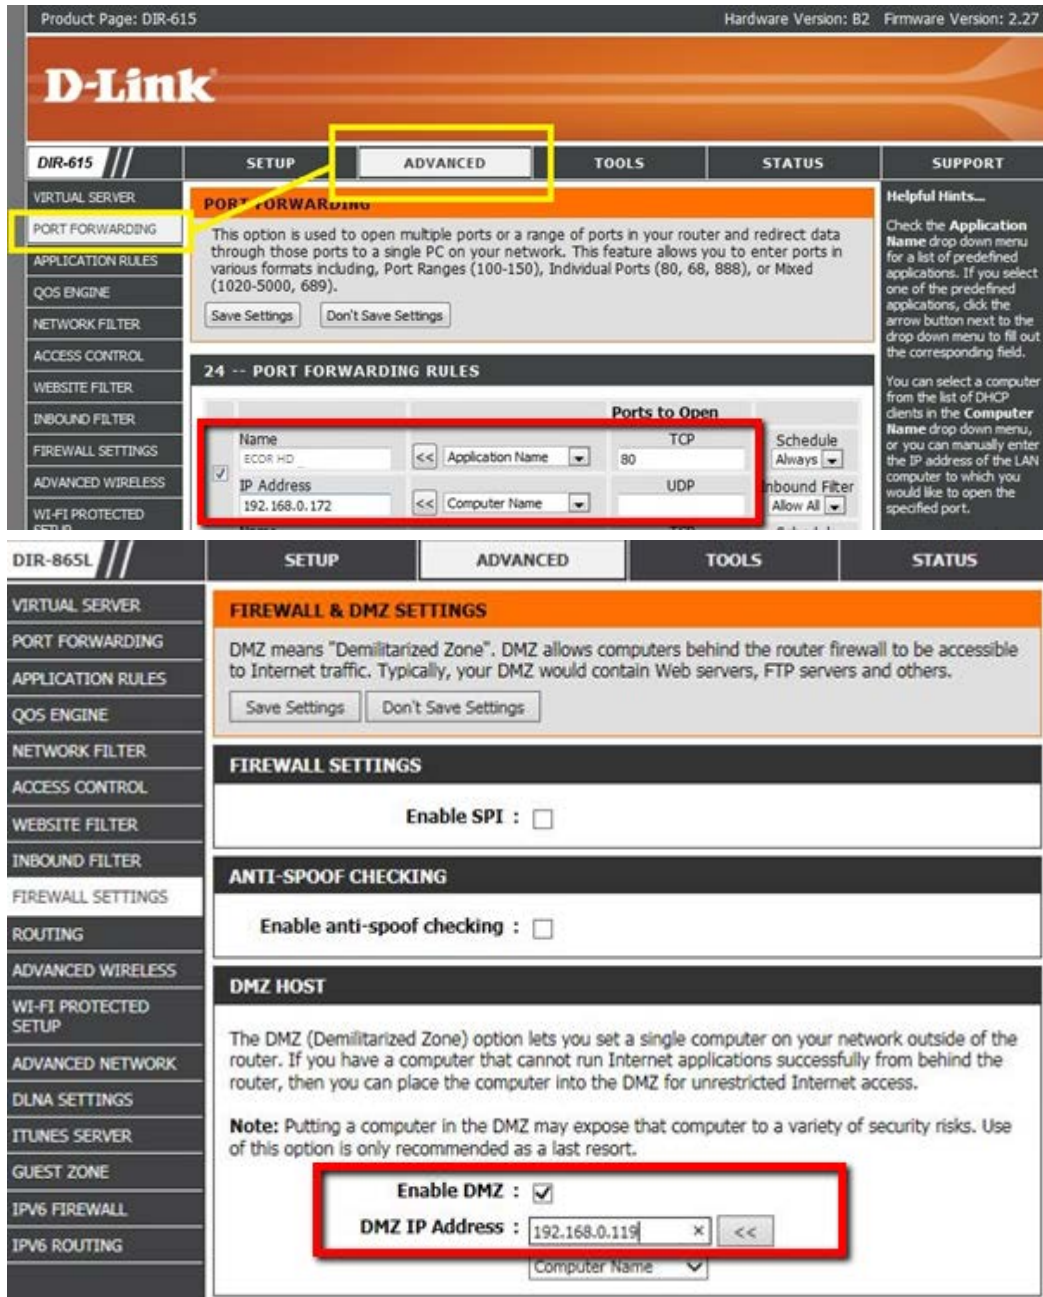 Product Page: DIR-615 Hardware Version: B2 Firmware Version: 2.27
D-Link
DIR-615 SETUP ADVANCED TOOLS STATUS SUPPORT
VIRTUAL SERVER
PORT FORWARDING
APPLICATION RULES
QOS ENGINE
NETWORK FILTER
ACCESS CONTROL
WEBSITE FILTER
INBOUND FILTER
FIREWALL SETTINGS
ADVANCED WIRELESS
WI-FI PROTECTED
SETUP
PORT FORWARDING
This option is used to open multiple ports or a range of ports in your router and redirect data
through those ports to a single PC on your network. This feature allows you to enter ports in
various formats including, Port Ranges (100-150), Individual Ports (80, 68, 888), or Mixed
(1020-5000, 689).
Save Settings Don't Save Settings
24 -- PORT FORWARDING RULES
Ports to Open
Name TCP Schedule
ECOR HD << Application Name 80 Always
IP Address UDP Inbound Filter
192.168.0.172 << Computer Name Allow All
Name TCP Schedule
Helpful Hints...
Check the Application
Name drop down menu
for a list of predefined
applications. If you select
one of the predefined
applications, click the
arrow button next to the
drop down menu to fill out
the corresponding field.
You can select a computer
from the list of DHCP
clients in the Computer
Name drop down menu,
or you can manually enter
the IP address of the LAN
computer to which you
would like to open the
specified port.
DIR-865L SETUP ADVANCED TOOLS STATUS
VIRTUAL SERVER
PORT FORWARDING
APPLICATION RULES
QOS ENGINE
NETWORK FILTER
ACCESS CONTROL
WEBSITE FILTER
INBOUND FILTER
FIREWALL SETTINGS
ROUTING
ADVANCED WIRELESS
WI-FI PROTECTED
SETUP
ADVANCED NETWORK
DLNA SETTINGS
ITUNES SERVER
GUEST ZONE
IPV6 FIREWALL
IPV6 ROUTING
FIREWALL & DMZ SETTINGS
DMZ means "Demilitarized Zone". DMZ allows computers behind the router firewall to be accessible
to Internet traffic. Typically, your DMZ would contain Web servers, FTP servers and others.
Save Settings Don't Save Settings
FIREWALL SETTINGS
Enable SPI :
ANTI-SPOOF CHECKING
Enable anti-spoof checking :
DMZ HOST
The DMZ (Demilitarized Zone) option lets you set a single computer on your network outside of the
router. If you have a computer that cannot run Internet applications successfully from behind the
router, then you can place the computer into the DMZ for unrestricted Internet access.
Note: Putting a computer in the DMZ may expose that computer to a variety of security risks. Use
of this option is only recommended as a last resort.
Enable DMZ :
DMZ IP Address : 192.168.0.119 × <<
Computer Name